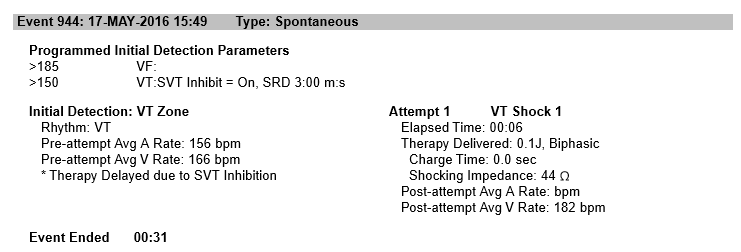 Event 944: 17-MAY-2016 15:49 Type: Spontaneous
Programmed Initial Detection Parameters
>185 VF:
>150 VT:SVT Inhibit = On, SRD 3:00 m:s
Initial Detection: VT Zone
Rhythm: VT
Pre-attempt Avg A Rate: 156 bpm
Pre-attempt Avg V Rate: 166 bpm
* Therapy Delayed due to SVT Inhibition
Attempt 1 VT Shock 1
Elapsed Time: 00:06
Therapy Delivered: 0.1J, Biphasic
Charge Time: 0.0 sec
Shocking Impedance: 44 Ω
Post-attempt Avg A Rate: bpm
Post-attempt Avg V Rate: 182 bpm
Event Ended 00:31